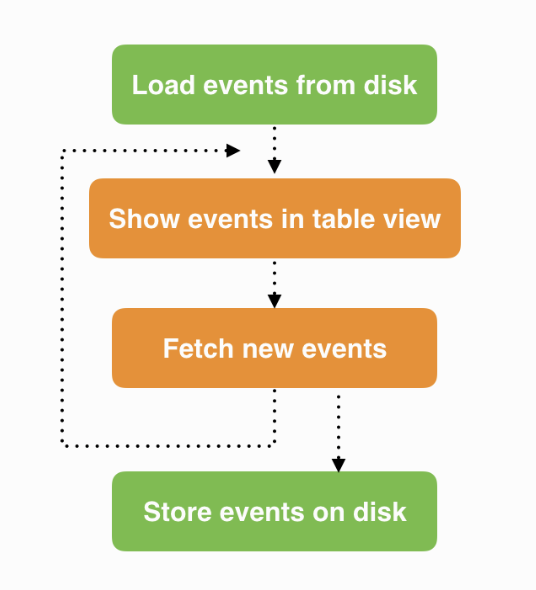 Load events from disk
Show events in table view
Fetch new events
Store events on disk